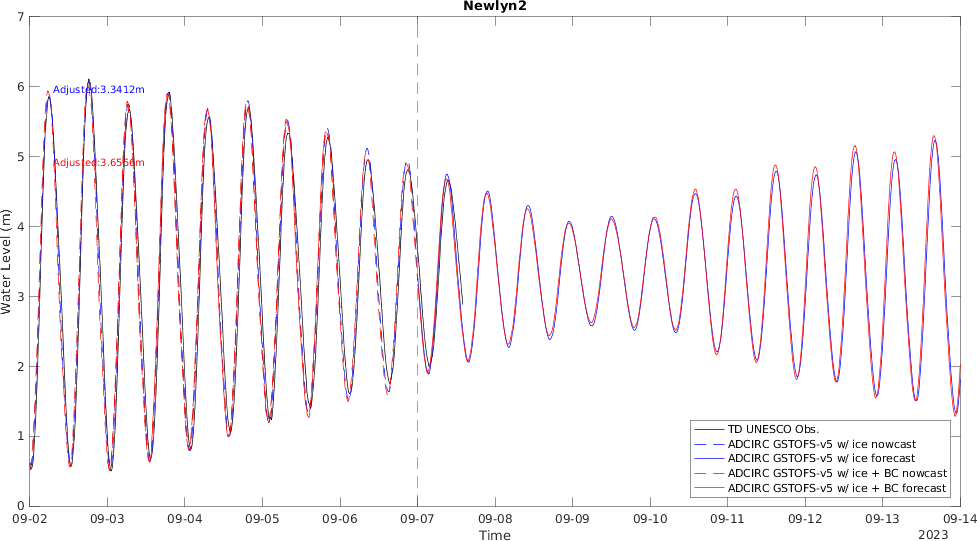 Newlyn2
7
6
5
4
3
2
1
0
Water Level (m)
Adjusted:3.3412m
Adjusted:3.6556m
TD UNESCO Obs.
ADCIRC GSTOFS-v5 w/ ice nowcast
ADCIRC GSTOFS-v5 w/ ice forecast
ADCIRC GSTOFS-v5 w/ ice + BC nowcast
ADCIRC GSTOFS-v5 w/ ice + BC forecast
09-02 09-03 09-04 09-05 09-06 09-07 09-08 09-09 09-10 09-11 09-12 09-13 09-14
Time
2023